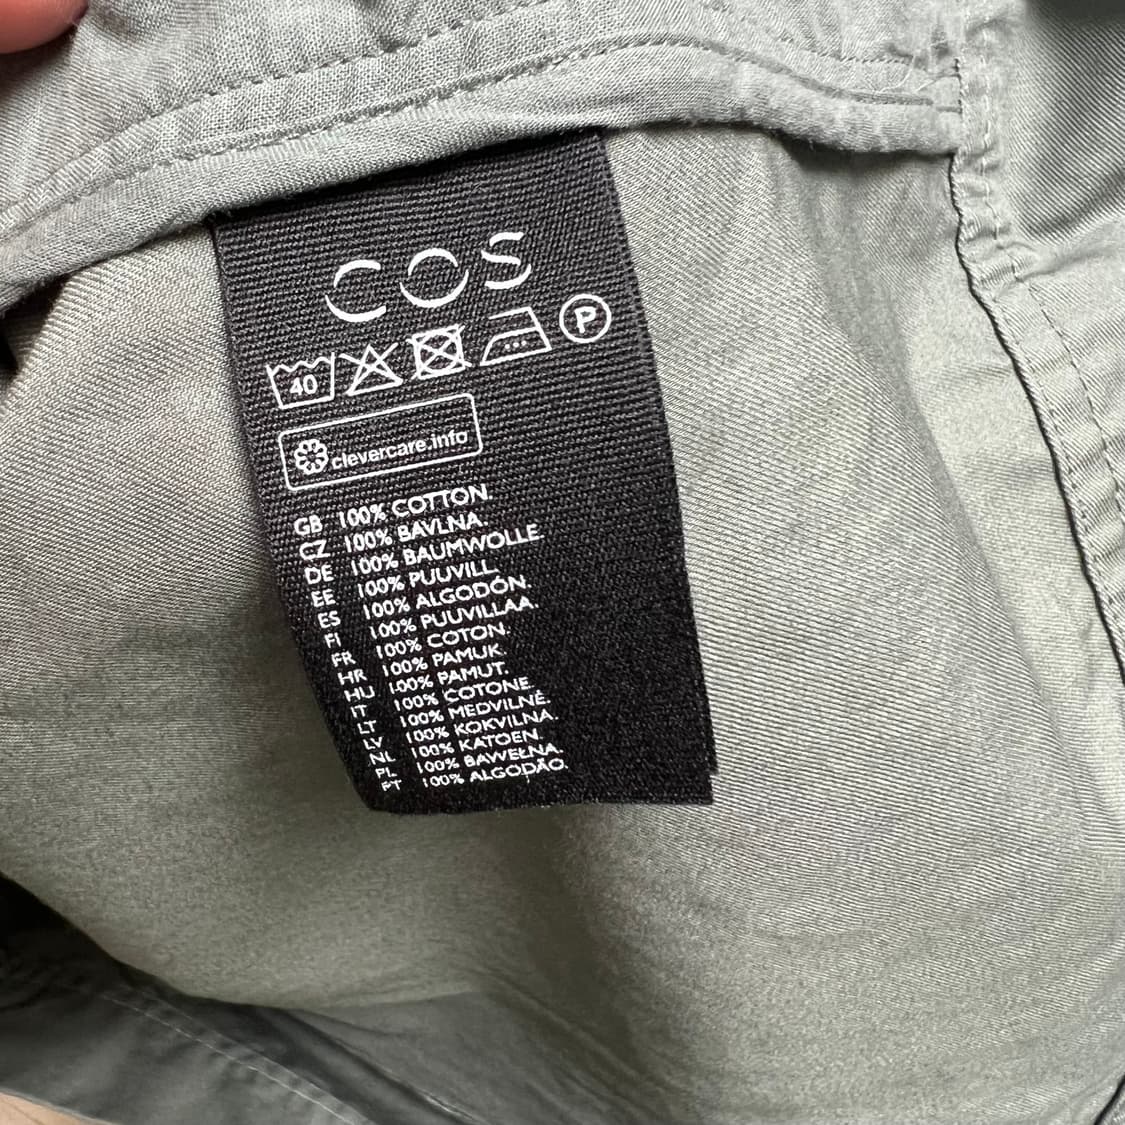 COS
40 P
clevercare.info
GB 100% COTTON.
CZ 100% BAVLNA.
DE 100% BAUMWOLLE.
EE 100% PUUVILL.
ES 100% ALGODÓN.
FI 100% PUUVILLAA.
FR 100% COTON.
HR 100% PAMUK.
HU 100% PAMUT.
IT 100% COTONE.
LT 100% MEDVILNĖ.
LV 100% KOKVILNA.
NL 100% KATOEN.
PL 100% BAWEŁNA.
PT 100% ALGODÃO.